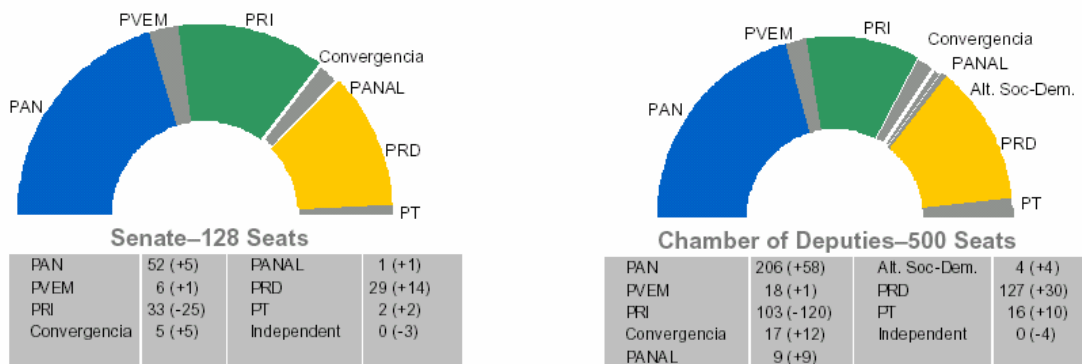 PVEM PRI
Convergencia
PANAL
PAN
PRD
PT
Senate–128 Seats
PAN 52 (+5) PANAL 1 (+1)
PVEM 6 (+1) PRD 29 (+14)
PRI 33 (-25) PT 2 (+2)
Convergencia 5 (+5) Independent 0 (-3)
PVEM PRI
Convergencia
PANAL
Alt. Soc-Dem.
PAN
PRD
PT
Chamber of Deputies–500 Seats
PAN 206 (+58) Alt. Soc-Dem. 4 (+4)
PVEM 18 (+1) PRD 127 (+30)
PRI 103 (-120) PT 16 (+10)
Convergencia 17 (+12) Independent 0 (-4)
PANAL 9 (+9)